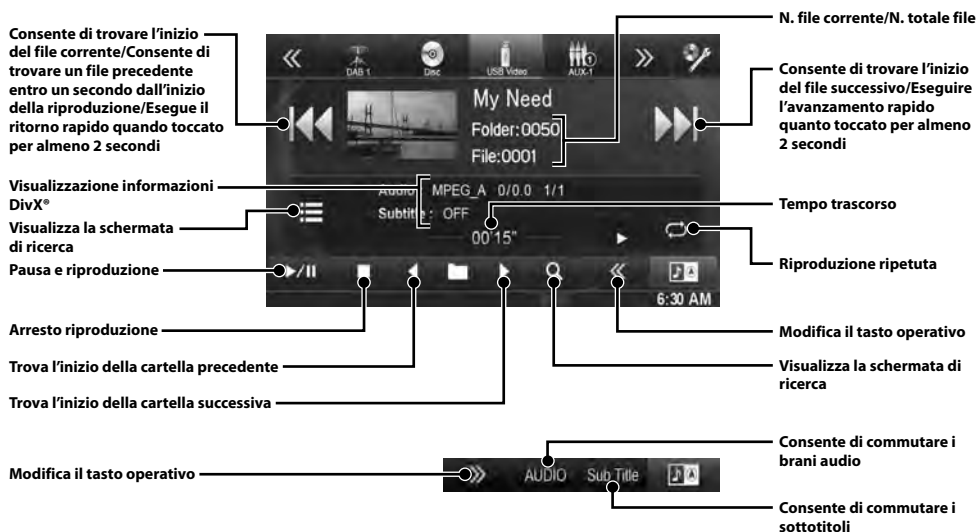 Consente di trovare l'inizio
del file corrente/Consente di
trovare un file precedente
entro un secondo dall'inizio
della riproduzione/Esegue il
ritorno rapido quando toccato
per almeno 2 secondi
Visualizzazione informazioni
DivX®
Visualizza la schermata
di ricerca
Pausa e riproduzione
Arresto riproduzione
Trova l'inizio della cartella precedente
Trova l'inizio della cartella successiva
Modifica il tasto operativo
DAB 1
Disc
USB Video
AUX-1
My Need
Folder:0050
File:0001
Audio: MPEG_A 0/0.0 1/1
Subtitle : OFF
00'15"
6:30 AM
AUDIO
Sub Title
N. file corrente/N. totale file
Consente di trovare l'inizio
del file successivo/Eseguire
l'avanzamento rapido
quanto toccato per almeno
2 secondi
Tempo trascorso
Riproduzione ripetuta
Modifica il tasto operativo
Visualizza la schermata di
ricerca
Consente di commutare i
brani audio
Consente di commutare i
sottotitoli